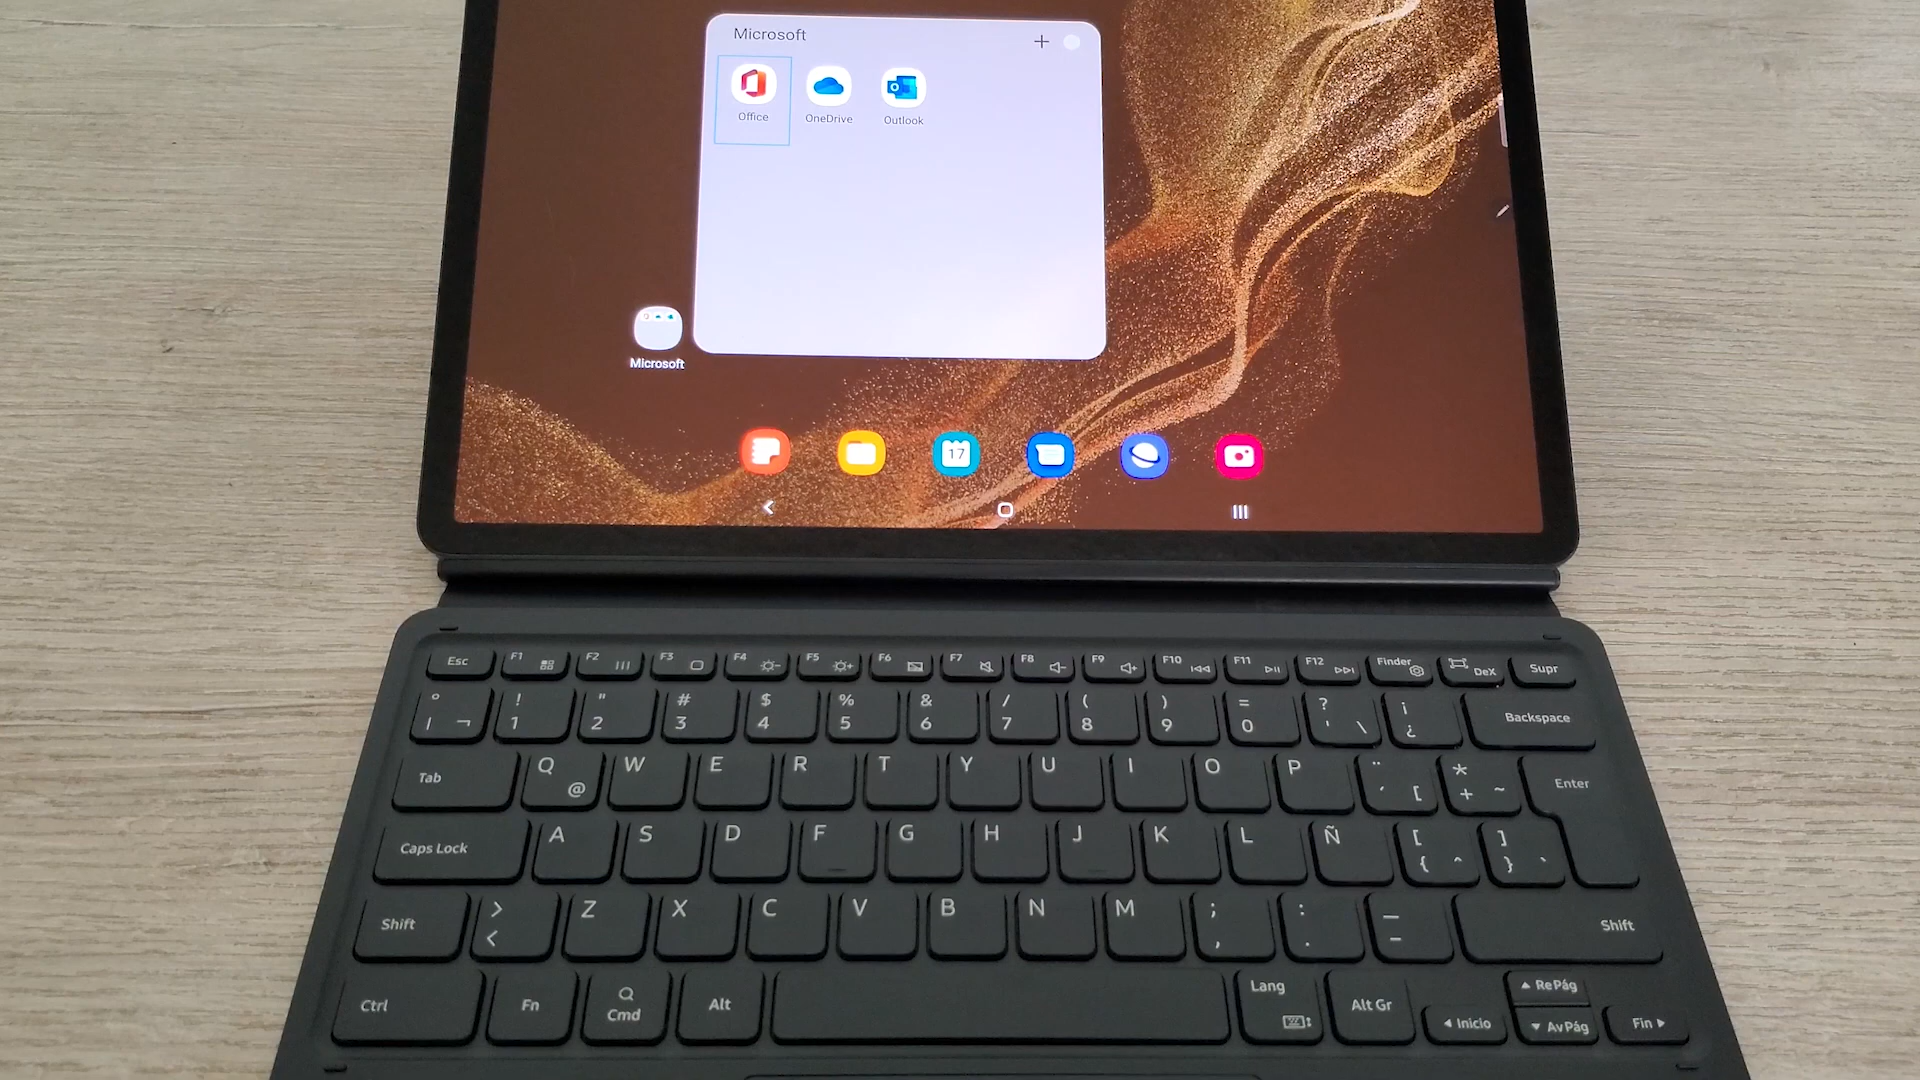 Microsoft
Office OneDrive Outlook
Microsoft
17
Esc F1 F2 F3 F4 F5 F6 F7 F8 F9 F10 F11 F12 Finder DeX Supr
° ! " # $ % & / ( ) = ? ¡
| ¬ 1 2 3 4 5 6 7 8 9 0 ' \ ¿ Backspace
Tab Q @ W E R T Y U I O P ¨ ´ [ * + ~ Enter
Caps Lock A S D F G H J K L Ñ [ { ^ ] } `
Shift > < Z X C V B N M ; , : . _ - Shift
Ctrl Fn Cmd Alt Lang Alt Gr Inicio RePág AvPág Fin